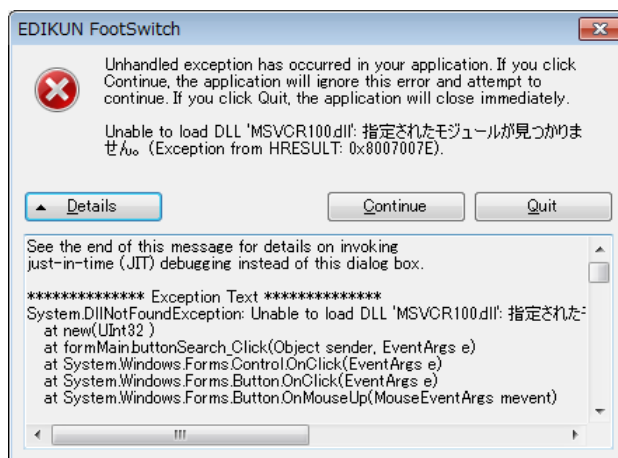 EDIKUN FootSwitch
Unhandled exception has occurred in your application. If you click
Continue, the application will ignore this error and attempt to
continue. If you click Quit, the application will close immediately.
Unable to load DLL 'MSVCR100.dll': 指定されたモジュールが見つかりま
せん。 (Exception from HRESULT: 0x8007007E).
Details
Continue
Quit
See the end of this message for details on invoking
just-in-time (JIT) debugging instead of this dialog box.
************** Exception Text **************
System.DllNotFoundException: Unable to load DLL 'MSVCR100.dll': 指定された
at new(UInt32 )
at formMain.buttonSearch_Click(Object sender, EventArgs e)
at System.Windows.Forms.Control.OnClick(EventArgs e)
at System.Windows.Forms.Button.OnClick(EventArgs e)
at System.Windows.Forms.Button.OnMouseUp(MouseEventArgs mevent)